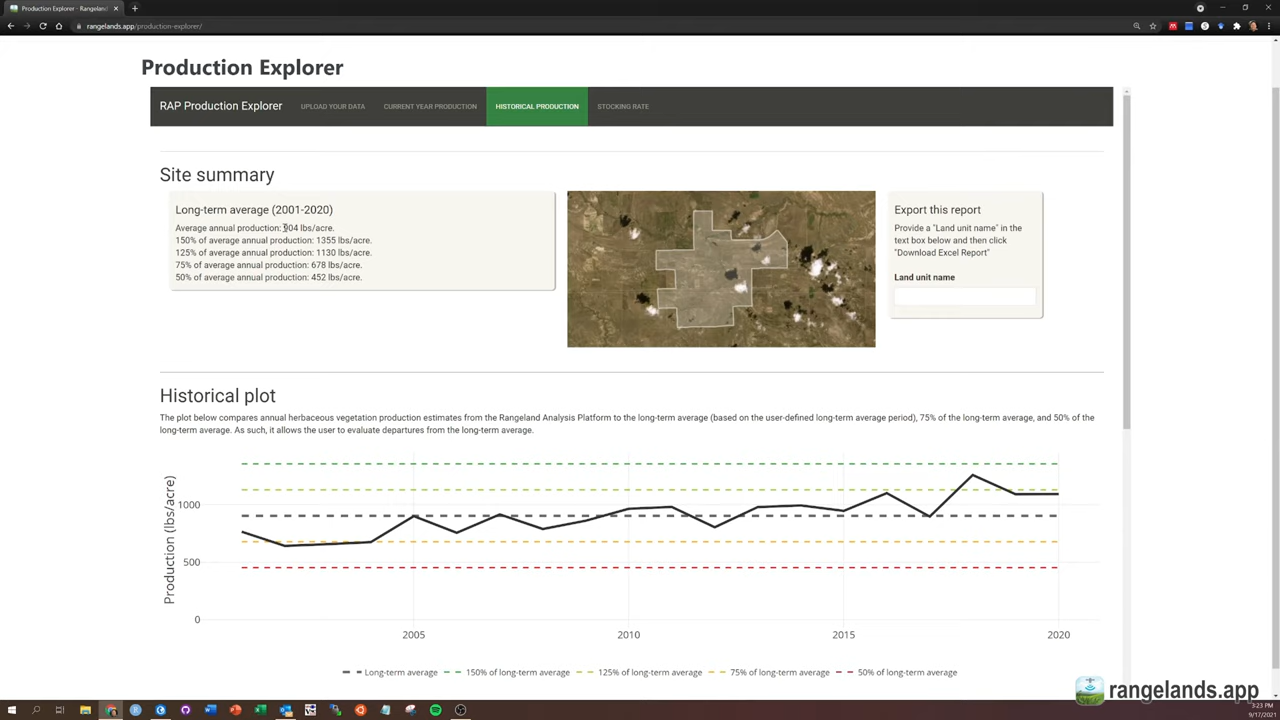 Production Explorer - Rangeland
rangelands.app/production-explorer/
Production Explorer
RAP Production Explorer
UPLOAD YOUR DATA
CURRENT YEAR PRODUCTION
HISTORICAL PRODUCTION
STOCKING RATE
Site summary
Long-term average (2001-2020)
Average annual production: 904 lbs/acre.
150% of average annual production: 1355 lbs/acre.
125% of average annual production: 1130 lbs/acre.
75% of average annual production: 678 lbs/acre.
50% of average annual production: 452 lbs/acre.
Export this report
Provide a "Land unit name" in the
text box below and then click
"Download Excel Report"
Land unit name
Historical plot
The plot below compares annual herbaceous vegetation production estimates from the Rangeland Analysis Platform to the long-term average (based on the user-defined long-term average period), 75% of the long-term average, and 50% of the
long-term average. As such, it allows the user to evaluate departures from the long-term average.
Production (lbs/acre)
1000
500
0
2005
2010
2015
2020
Long-term average
150% of long-term average
125% of long-term average
75% of long-term average
50% of long-term average
rangelands.app
3:23 PM
9/17/2021